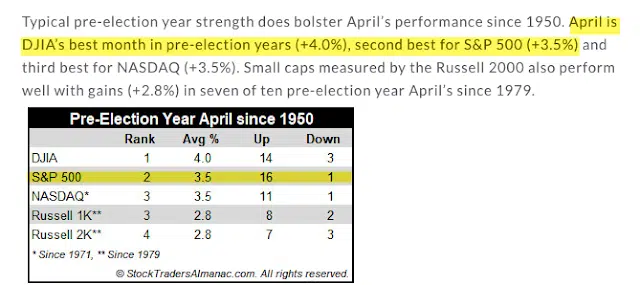 Typical pre-election year strength does bolster April's performance since 1950. April is
DJIA's best month in pre-election years (+4.0%), second best for S&P 500 (+3.5%) and
third best for NASDAQ (+3.5%). Small caps measured by the Russell 2000 also perform
well with gains (+2.8%) in seven of ten pre-election year April's since 1979.
Pre-Election Year April since 1950
Rank Avg % Up Down
DJIA 1 4.0 14 3
S&P 500 2 3.5 16 1
NASDAQ* 3 3.5 11 1
Russell 1K** 3 2.8 8 2
Russell 2K** 4 2.8 7 3
* Since 1971, ** Since 1979
© StockTradersAlmanac.com. All rights reserved.